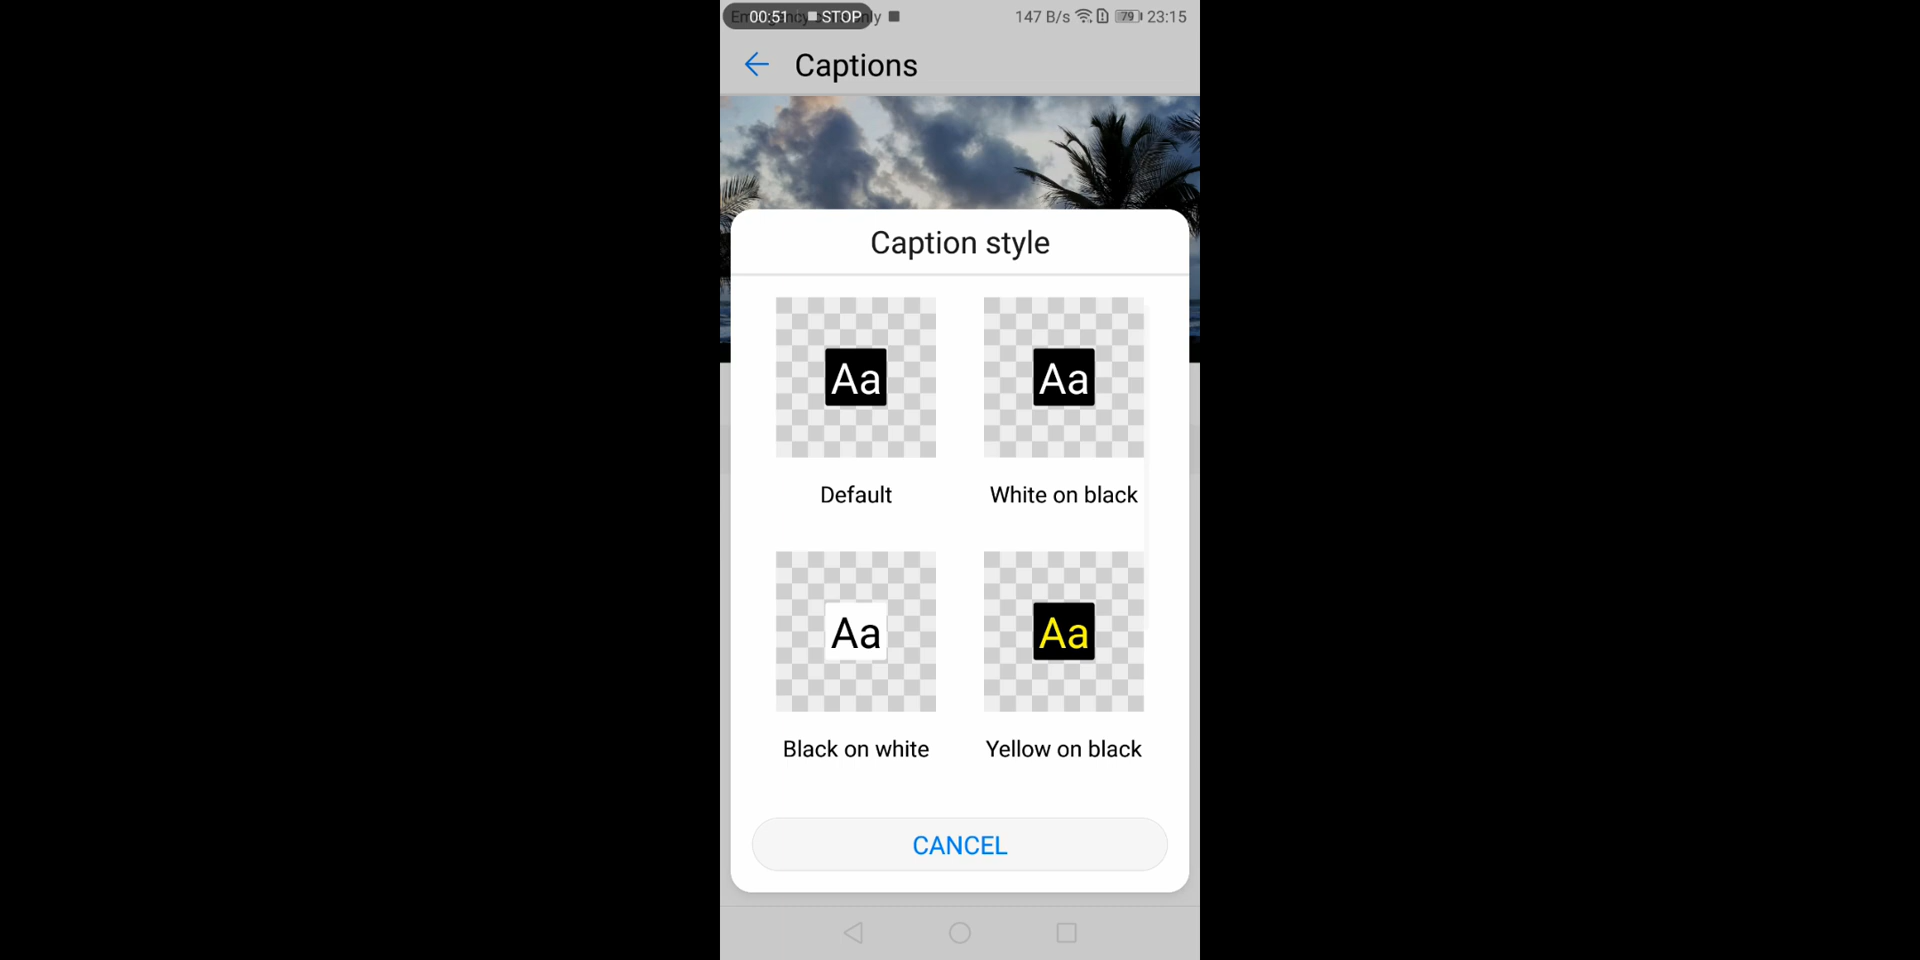 00:51 STOP 147 B/s 79 23:15
Captions
Caption style
Aa Aa
Default White on black
Aa Aa
Black on white Yellow on black
CANCEL